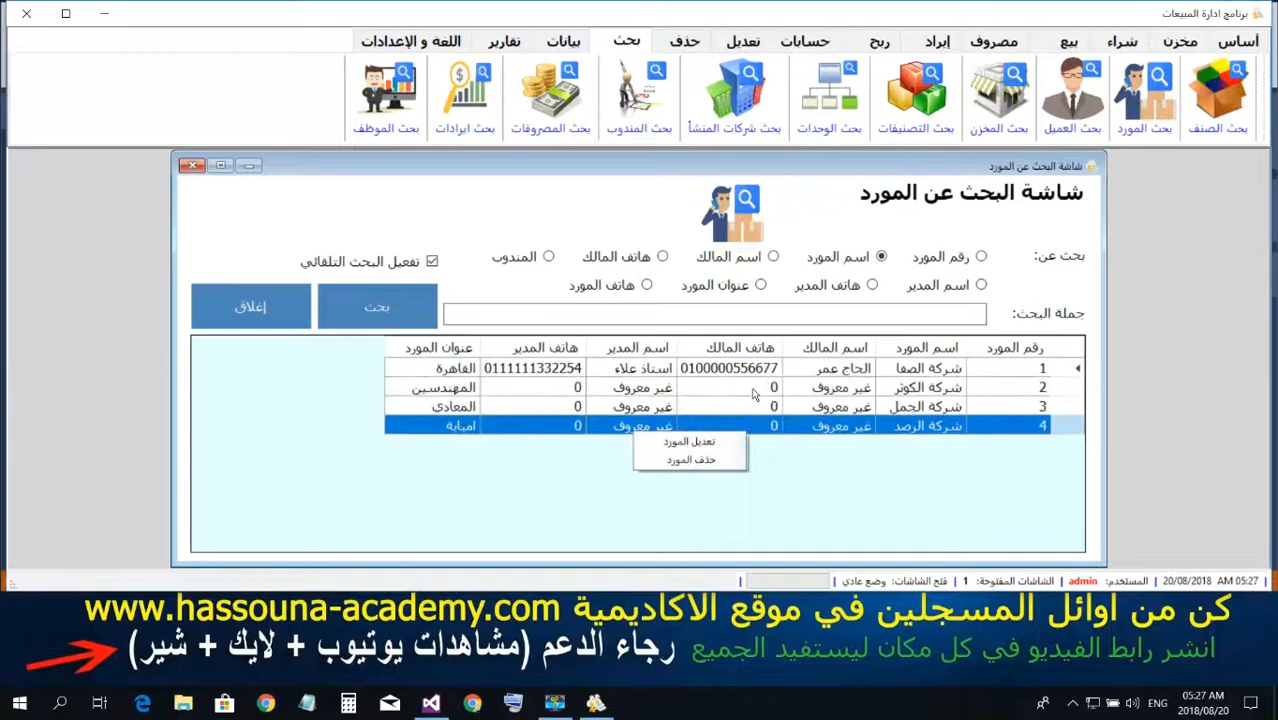 برنامج ادارة المبيعات
أساس مخزن شراء بيع مصروف إيراد ربح حسابات تعديل حذف بحث بيانات تقارير اللغة و الإعدادات
بحث الصنف بحث المورد بحث العميل بحث المخزن بحث التصنيفات بحث الوحدات بحث شركات المنشأ بحث المندوب بحث المصروفات بحث ايرادات بحث الموظف
شاشة البحث عن المورد
شاشة البحث عن المورد
بحث عن: رقم المورد اسم المورد اسم المالك هاتف المالك المندوب تفعيل البحث التلقائي
اسم المدير هاتف المدير عنوان المورد هاتف المورد
جملة البحث: بحث إغلاق
رقم المورد اسم المورد اسم المالك هاتف المالك اسم المدير هاتف المدير عنوان المورد
1 شركة الصفا الحاج عمر 0100000556677 استاذ علاء 0111111332254 القاهرة
2 شركة الكوثر غير معروف 0 غير معروف 0 المهندسين
3 شركة الجمل غير معروف 0 غير معروف 0 المعادي
4 شركة الرصد غير معروف 0 غير معروف 0 امبابة
تعديل المورد
حذف المورد
20/08/2018 AM 05:27 المستخدم: admin الشاشات المفتوحة: 1 فتح الشاشات: وضع عادي
كن من اوائل المسجلين في موقع الاكاديمية www.hassouna-academy.com
انشر رابط الفيديو في كل مكان ليستفيد الجميع رجاء الدعم (مشاهدات يوتيوب + لايك + شير)
ENG 05:27 AM
2018/08/20